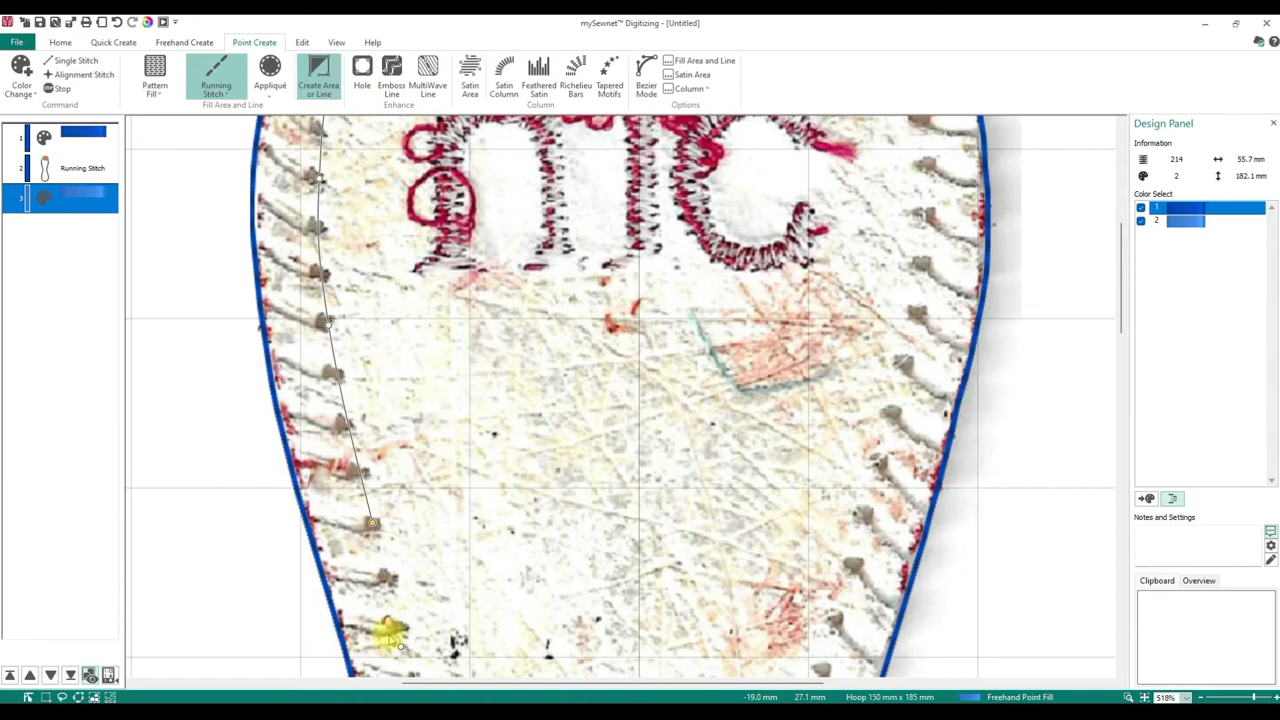 mySewnet Digitizing - [Untitled]
File Home Quick Create Freehand Create Point Create Edit View Help
Color Change
Single Stitch
Alignment Stitch
Stop
Command
Pattern Fill
Running Stitch
Appliqué
Create Area or Line
Fill Area and Line
Hole
Emboss Line
MultiWave Line
Enhance
Satin Area
Satin Column
Feathered Satin
Richelieu Bars
Tapered Motifs
Column
Bezier Mode
Fill Area and Line
Satin Area
Column
Options
1
2 Running Stitch
3
Design Panel
Information
214 55.7 mm
2 182.1 mm
Color Select
1
2
Notes and Settings
Clipboard Overview
-19.0 mm 27.1 mm Hoop 150 mm x 185 mm Freehand Point Fill 518%